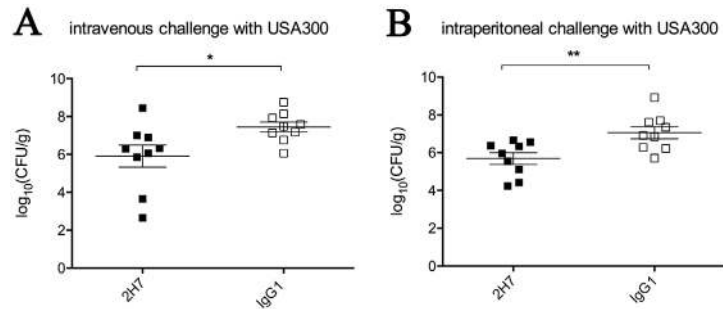 A intravenous challenge with USA300
*
10
8
6
4
2
0
log10(CFU/g)
2H7
IgG1
B intraperitoneal challenge with USA300
**
10
8
6
4
2
0
log10(CFU/g)
2H7
IgG1